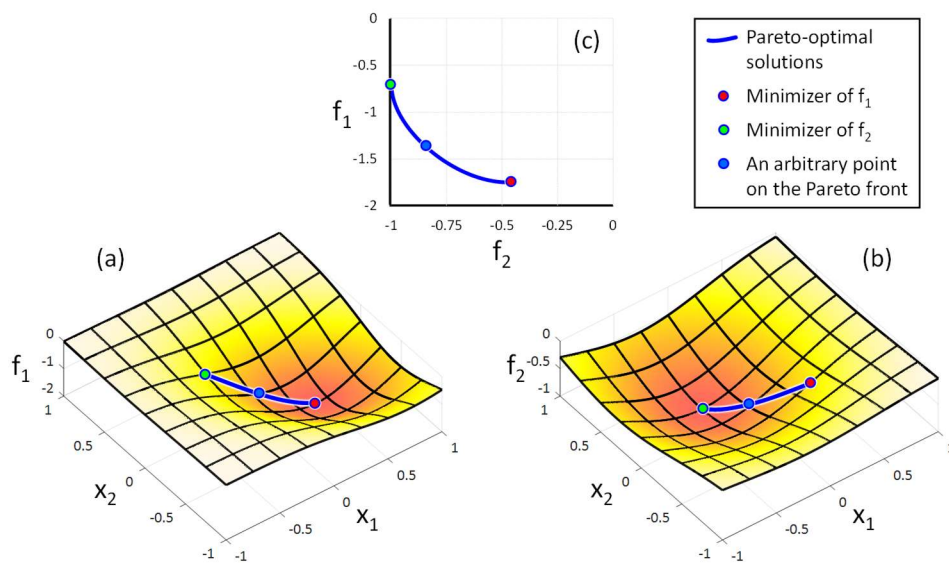 (c)
0
-0.5
f1
-1
-1.5
-2
-1 -0.75 -0.5 -0.25 0
f2
Pareto-optimal
solutions
Minimizer of f1
Minimizer of f2
An arbitrary point
on the Pareto front
(a)
f1
0
-1
-2
1
0.5
0
-0.5
-1
x2
-1
-0.5
0
0.5
1
x1
(b)
f2
0
-0.5
-1
1
0.5
0
-0.5
-1
x2
-1
-0.5
0
0.5
x1